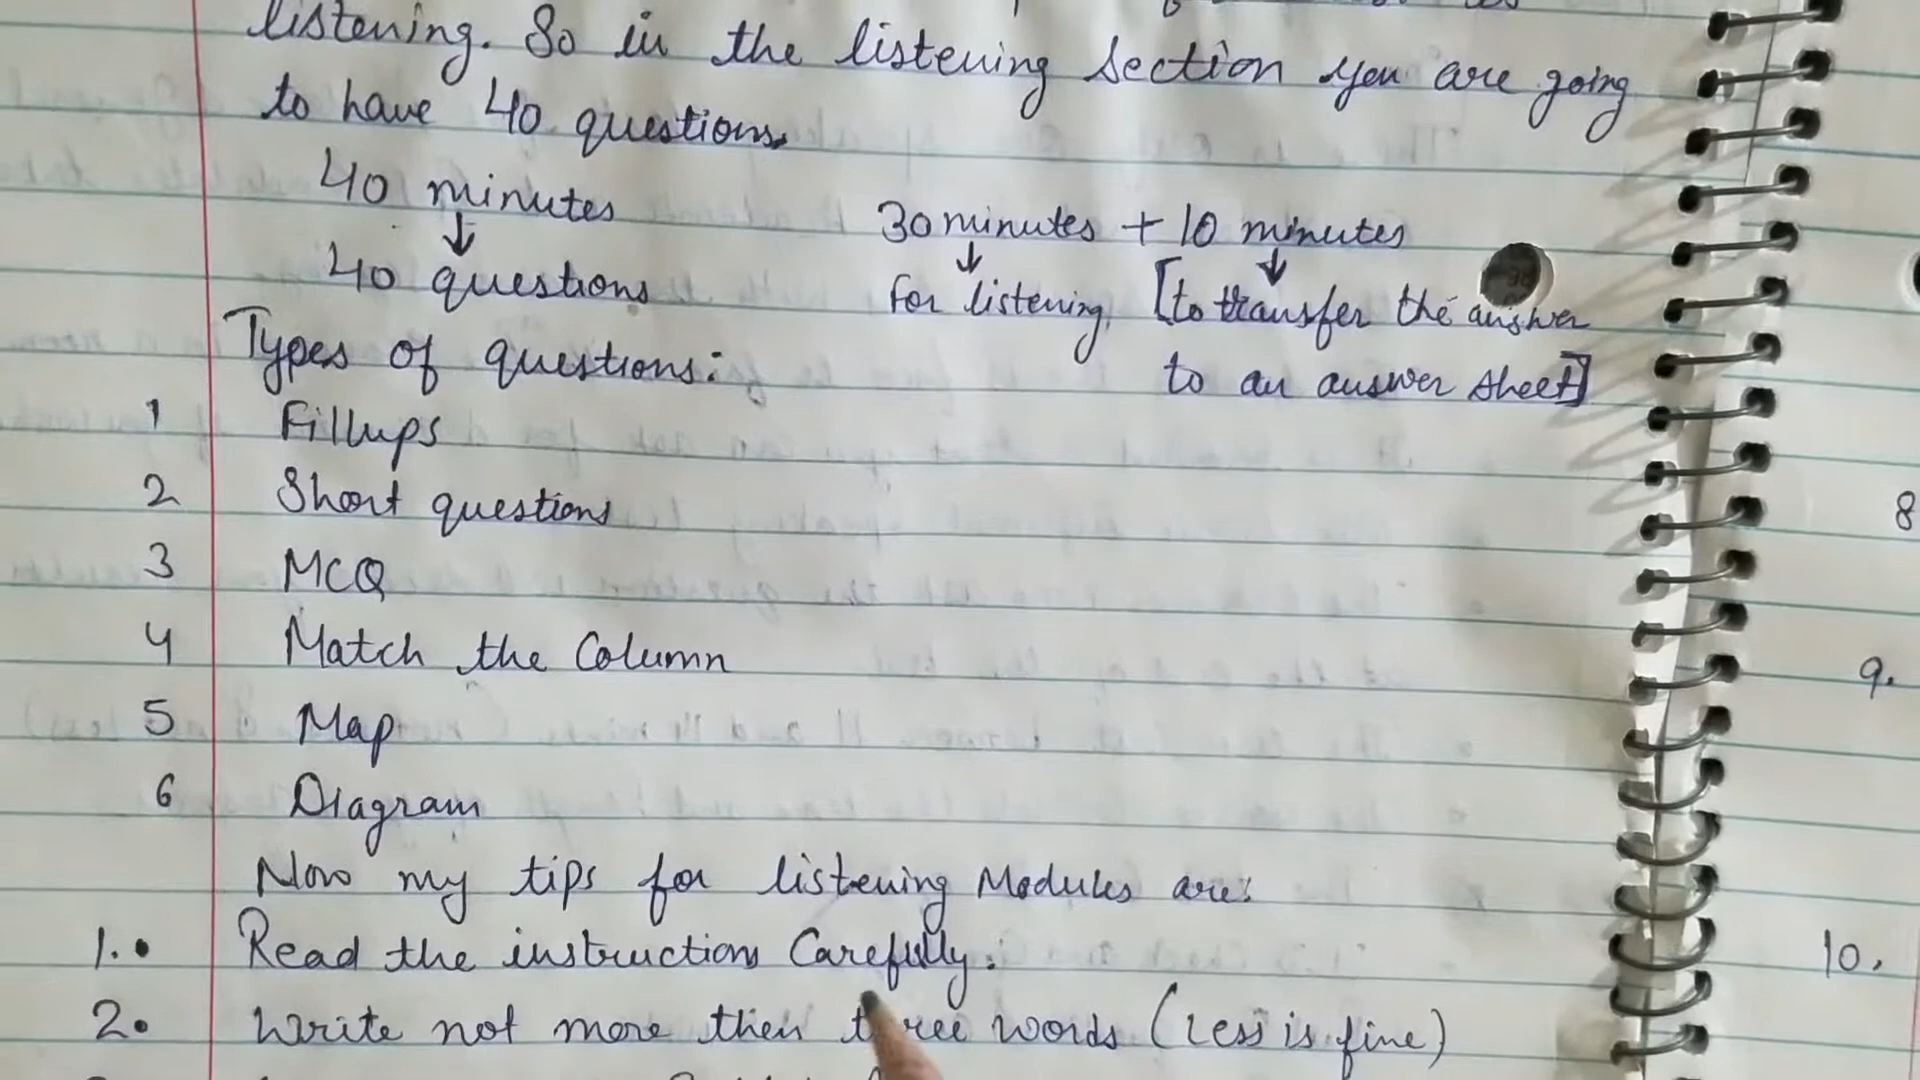 listening. So in the listening section you are going
to have 40 questions.
40 minutes
↓
40 questions
30 minutes + 10 minutes
↓ ↓
for listening [to transfer the answer
to an answer sheet]
Types of questions:
1 Fillups
2 Short questions
3 MCQ
4 Match the Column
5 Map
6 Diagram
Now my tips for listening Modules are:
1. • Read the instructions Carefully.
2. Write not more then three words (Less is fine)
8
9.
10.